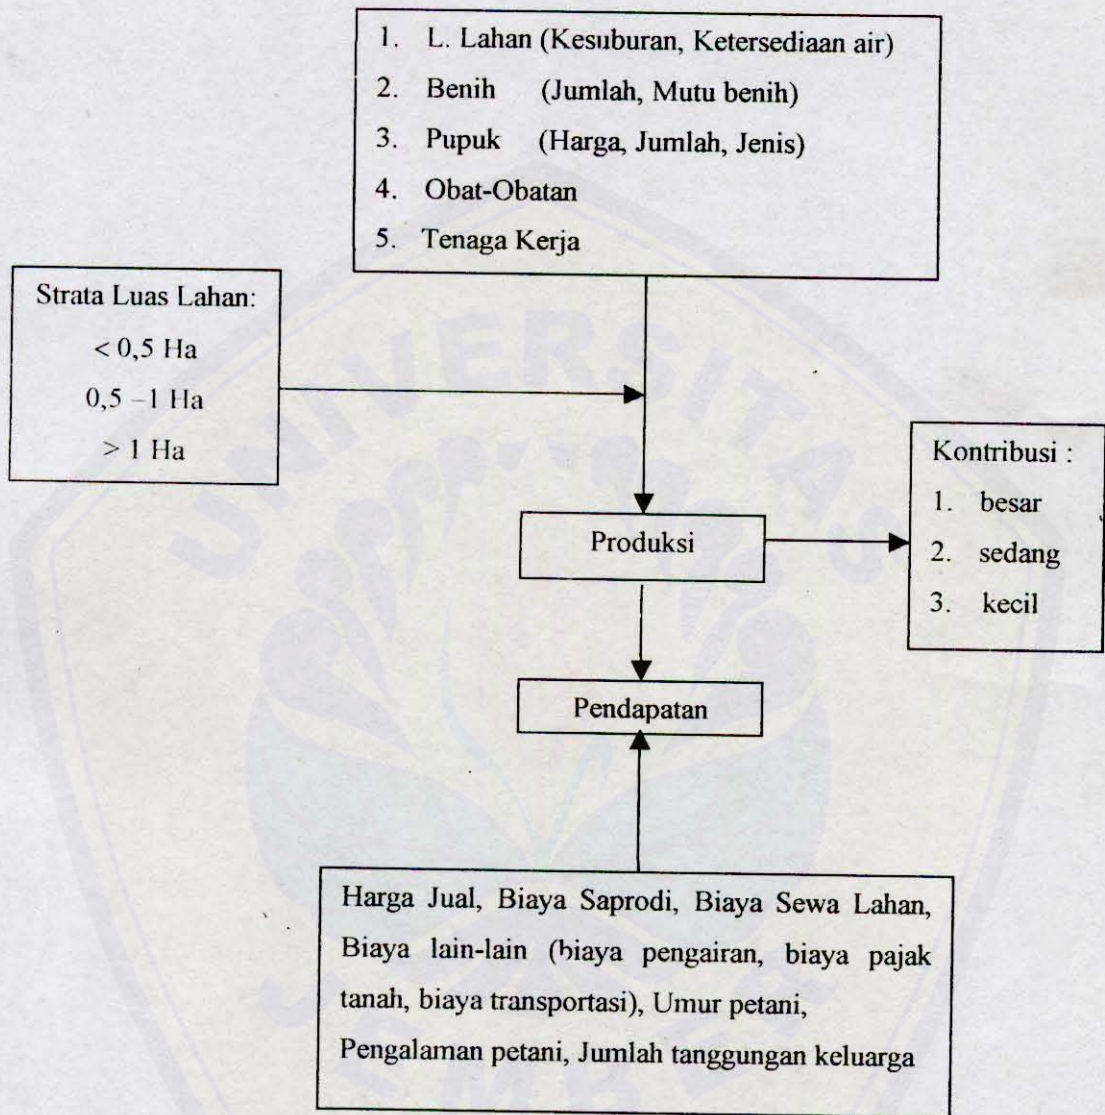 1. L. Lahan (Kesuburan, Ketersediaan air)
2. Benih (Jumlah, Mutu benih)
3. Pupuk (Harga, Jumlah, Jenis)
4. Obat-Obatan
5. Tenaga Kerja
Strata Luas Lahan:
< 0,5 Ha
0,5 –1 Ha
> 1 Ha
Kontribusi :
1. besar
2. sedang
3. kecil
Produksi
Pendapatan
Harga Jual, Biaya Saprodi, Biaya Sewa Lahan,
Biaya lain-lain (biaya pengairan, biaya pajak
tanah, biaya transportasi), Umur petani,
Pengalaman petani, Jumlah tanggungan keluarga
UNIVERSITAS
JEMBER